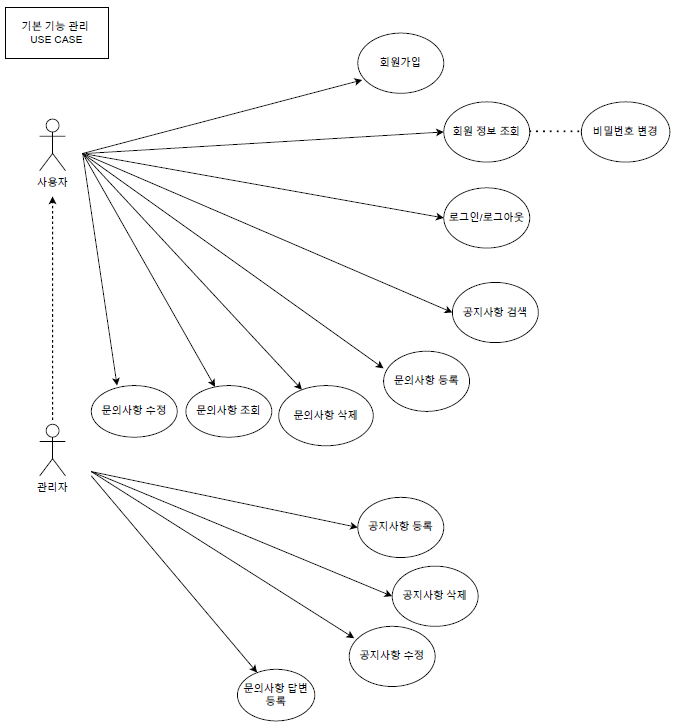 기본 기능 관리
USE CASE
회원가입
회원 정보 조회
비밀번호 변경
사용자
로그인/로그아웃
공지사항 검색
문의사항 등록
문의사항 수정
문의사항 조회
문의사항 삭제
관리자
공지사항 등록
공지사항 삭제
공지사항 수정
문의사항 답변
등록